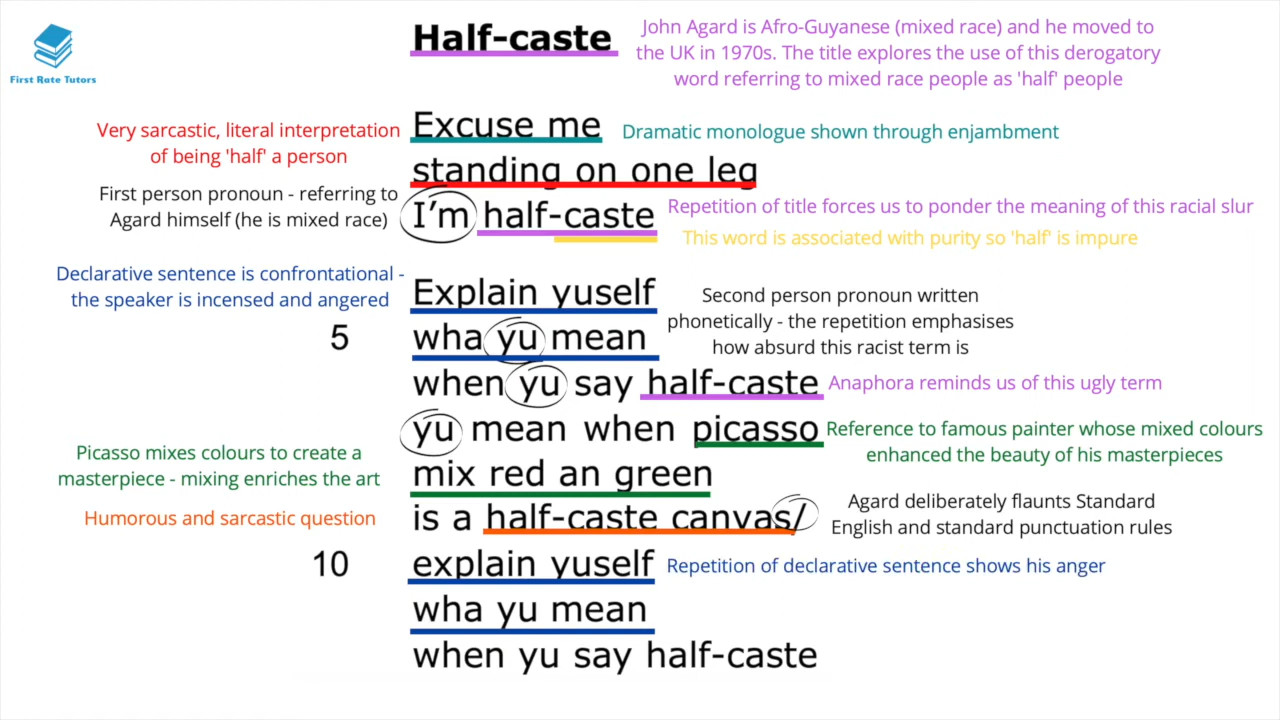 First Rate Tutors
Half-caste
John Agard is Afro-Guyanese (mixed race) and he moved to
the UK in 1970s. The title explores the use of this derogatory
word referring to mixed race people as 'half' people
Very sarcastic, literal interpretation
of being 'half' a person
Excuse me
Dramatic monologue shown through enjambment
standing on one leg
First person pronoun - referring to
Agard himself (he is mixed race)
I'm half-caste
Repetition of title forces us to ponder the meaning of this racial slur
This word is associated with purity so 'half' is impure
Declarative sentence is confrontational -
the speaker is incensed and angered
Explain yuself
Second person pronoun written
phonetically - the repetition emphasises
how absurd this racist term is
5
wha yu mean
when yu say half-caste
Anaphora reminds us of this ugly term
yu mean when picasso
Reference to famous painter whose mixed colours
enhanced the beauty of his masterpieces
Picasso mixes colours to create a
masterpiece - mixing enriches the art
mix red an green
Humorous and sarcastic question
is a half-caste canvas/
Agard deliberately flaunts Standard
English and standard punctuation rules
10
explain yuself
Repetition of declarative sentence shows his anger
wha yu mean
when yu say half-caste